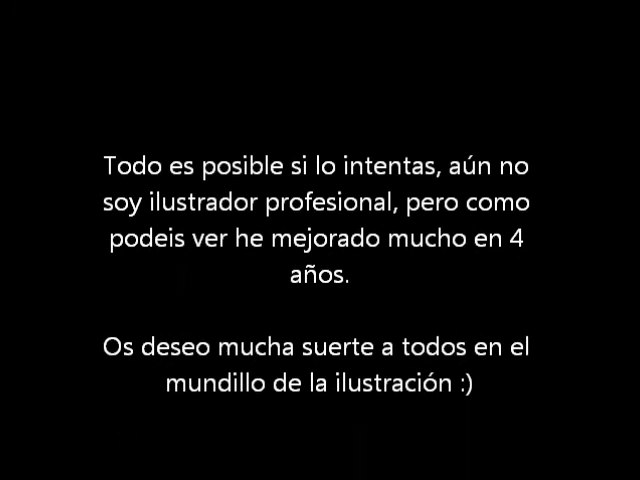 Todo es posible si lo intentas, aún no
soy ilustrador profesional, pero como
podeis ver he mejorado mucho en 4
años.
Os deseo mucha suerte a todos en el
mundillo de la ilustración :)